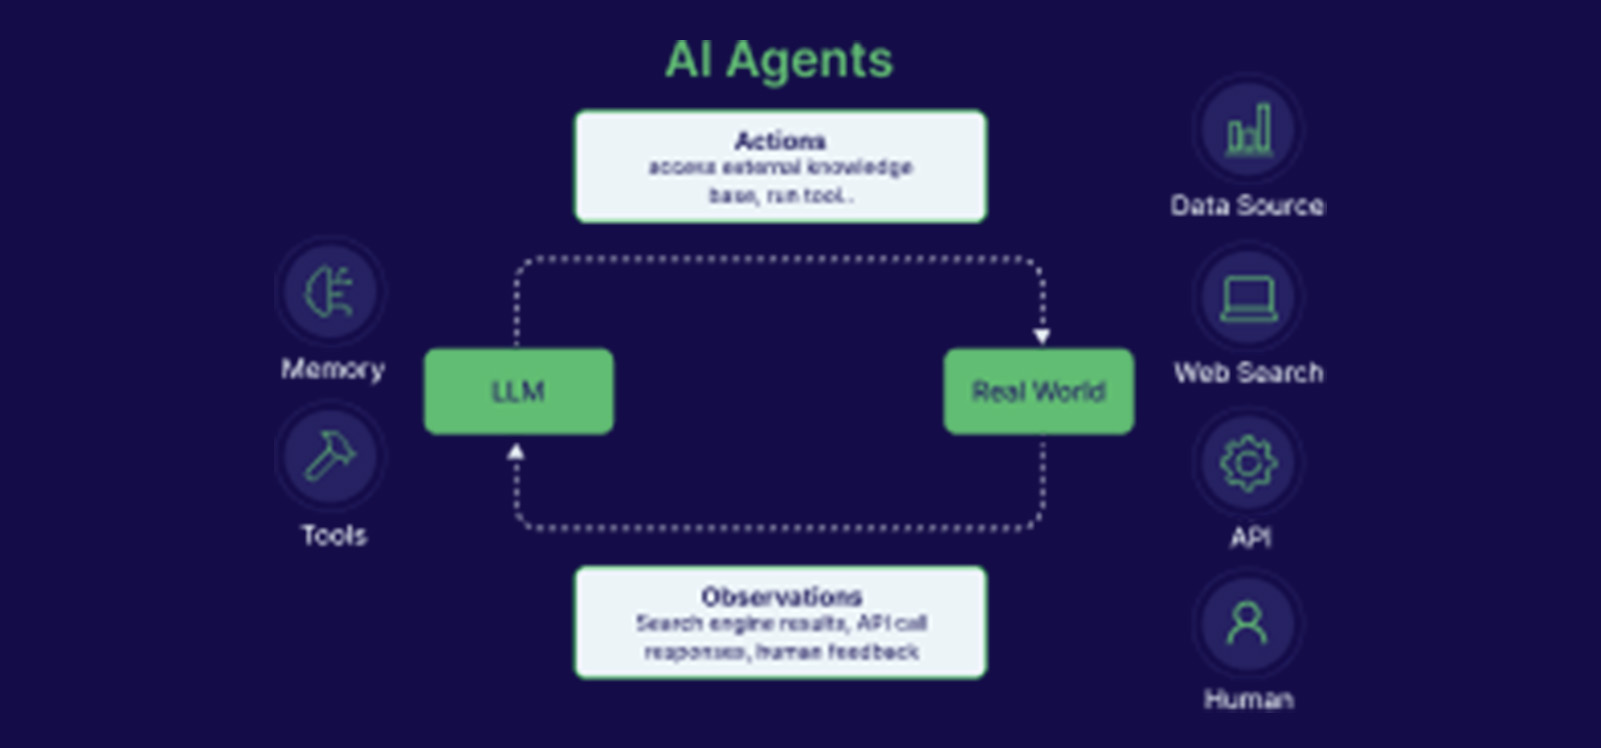 AI Agents
Actions
access external knowledge
base, run tool..
Data Source
Memory
Web Search
LLM
Real World
Tools
API
Observations
Search engine results, API call
responses, human feedback
Human